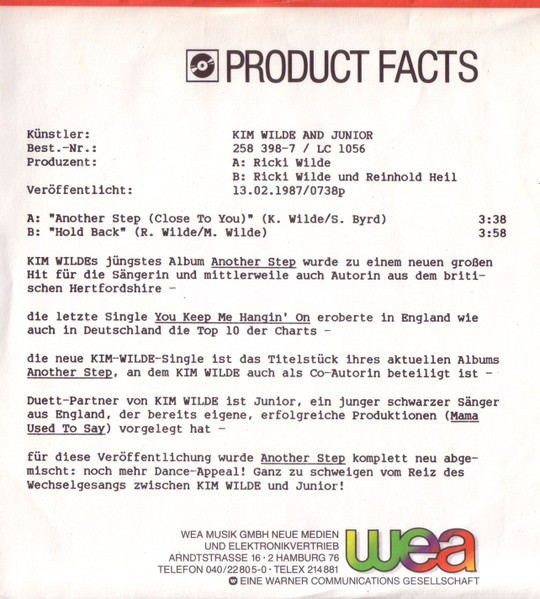 PRODUCT FACTS
Künstler: KIM WILDE AND JUNIOR
Best.-Nr.: 258 398-7 / LC 1056
Produzent: A: Ricki Wilde
B: Ricki Wilde und Reinhold Heil
Veröffentlicht: 13.02.1987/0738p
A: "Another Step (Close To You)" (K. Wilde/S. Byrd) 3:38
B: "Hold Back" (R. Wilde/M. Wilde) 3:58
KIM WILDEs jüngstes Album Another Step wurde zu einem neuen großen
Hit für die Sängerin und mittlerweile auch Autorin aus dem briti-
schen Hertfordshire -
die letzte Single You Keep Me Hangin' On eroberte in England wie
auch in Deutschland die Top 10 der Charts -
die neue KIM-WILDE-Single ist das Titelstück ihres aktuellen Albums
Another Step, an dem KIM WILDE auch als Co-Autorin beteiligt ist -
Duett-Partner von KIM WILDE ist Junior, ein junger schwarzer Sänger
aus England, der bereits eigene, erfolgreiche Produktionen (Mama
Used To Say) vorgelegt hat -
für diese Veröffentlichung wurde Another Step komplett neu abge-
mischt: noch mehr Dance-Appeal! Ganz zu schweigen vom Reiz des
Wechselgesangs zwischen KIM WILDE und Junior!
WEA MUSIK GMBH NEUE MEDIEN
UND ELEKTRONIKVERTRIEB
ARNDTSTRASSE 16 · 2 HAMBURG 76
TELEFON 040/22805-0 · TELEX 214881
wea
EINE WARNER COMMUNICATIONS GESELLSCHAFT